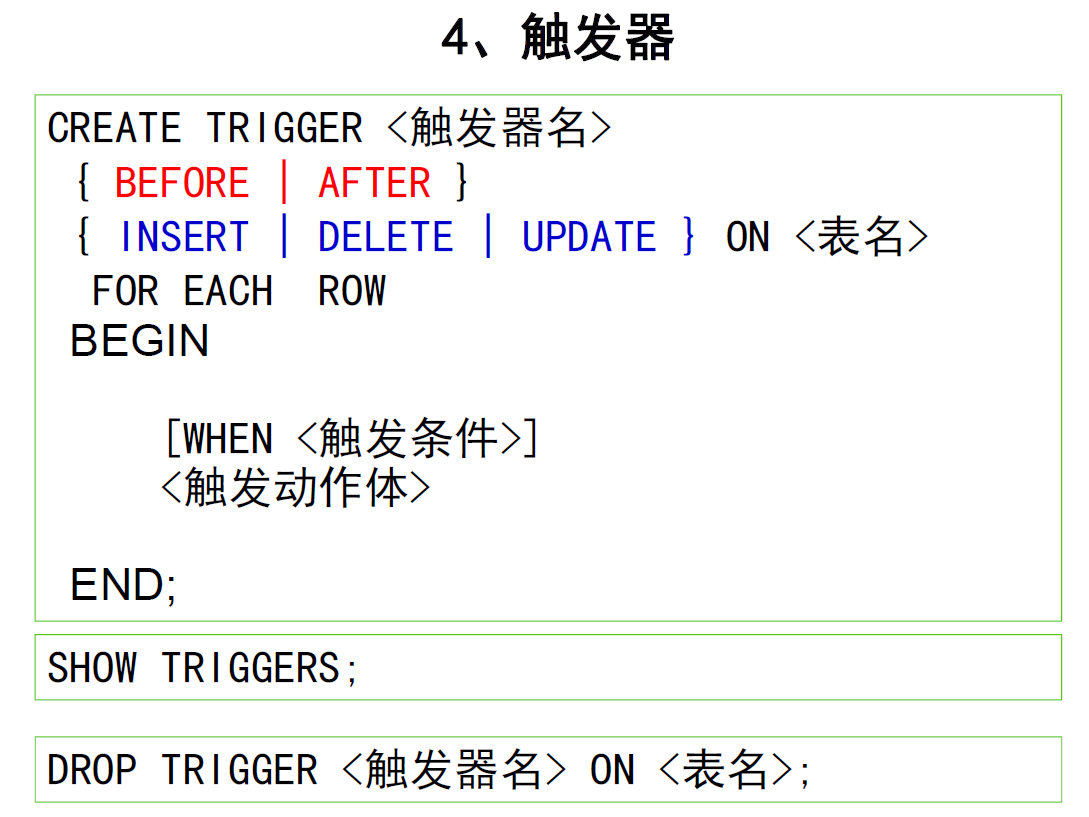 4、触发器
CREATE TRIGGER <触发器名>
{ BEFORE | AFTER }
{ INSERT | DELETE | UPDATE } ON <表名>
FOR EACH ROW
BEGIN
[WHEN <触发条件>]
<触发动作体>
END;
SHOW TRIGGERS;
DROP TRIGGER <触发器名> ON <表名>;